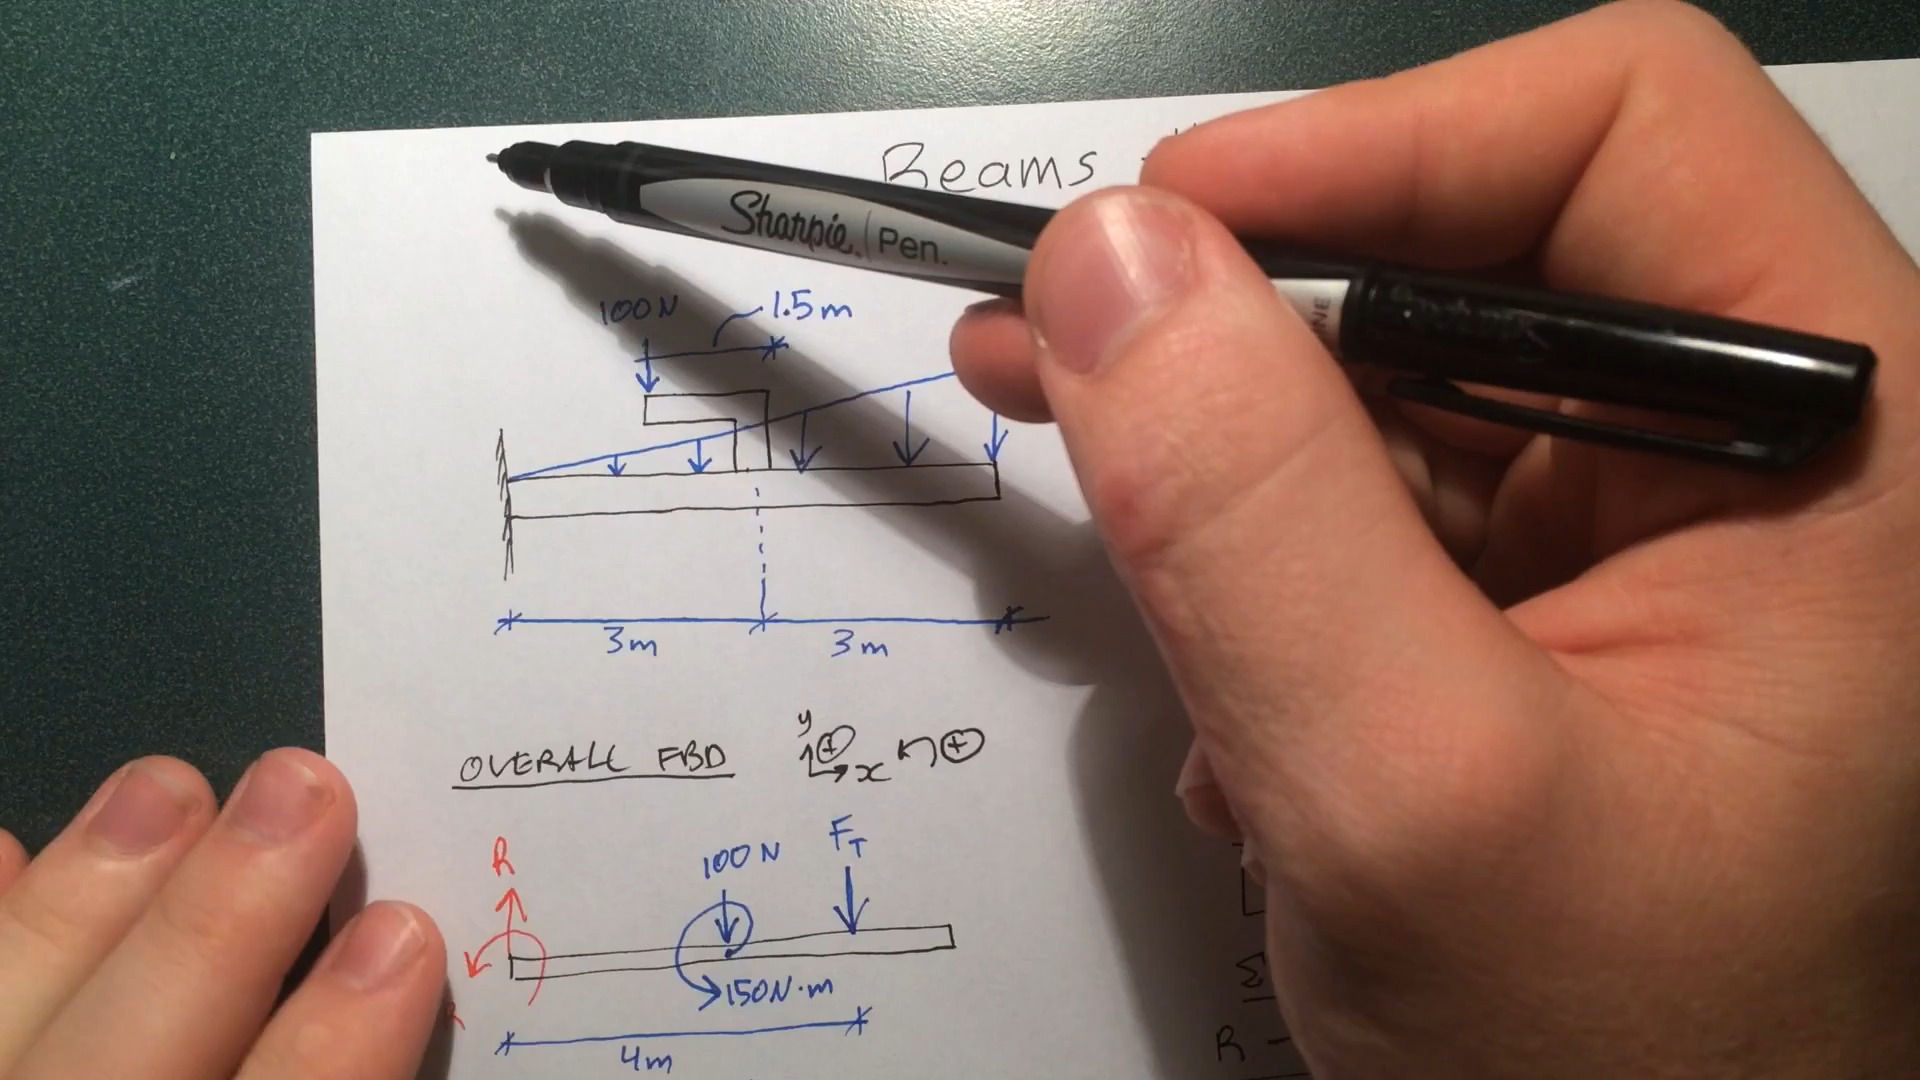 Beams
Sharpie. Pen.
100N
1.5m
3m
3m
OVERALL FBD
y
+
x
+
R
100N
F_T
R
150N·m
4m
Σ
R -